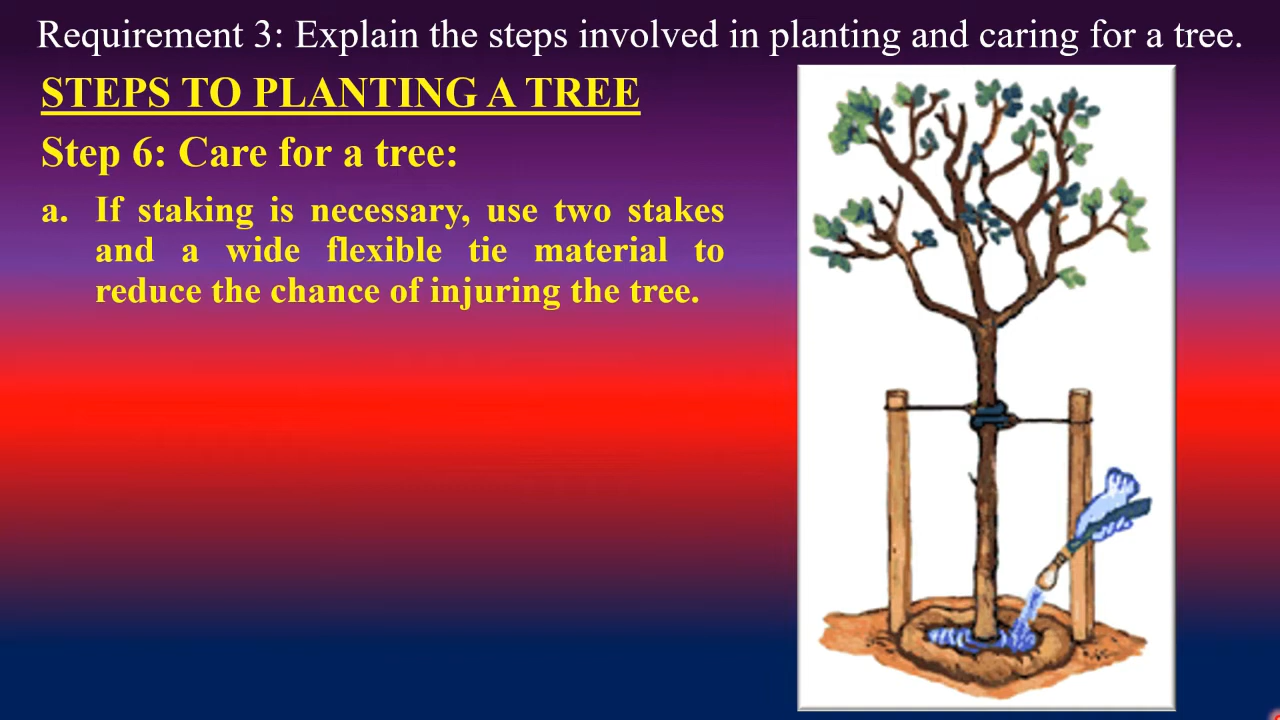 Requirement 3: Explain the steps involved in planting and caring for a tree.
STEPS TO PLANTING A TREE
Step 6: Care for a tree:
a. If staking is necessary, use two stakes
and a wide flexible tie material to
reduce the chance of injuring the tree.